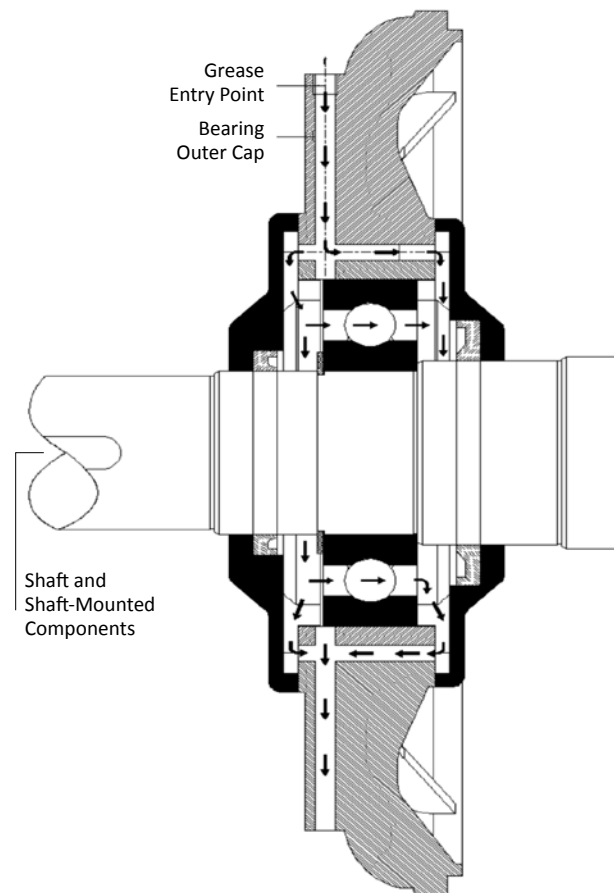 Grease
Entry Point
Bearing
Outer Cap
Shaft and
Shaft-Mounted
Components